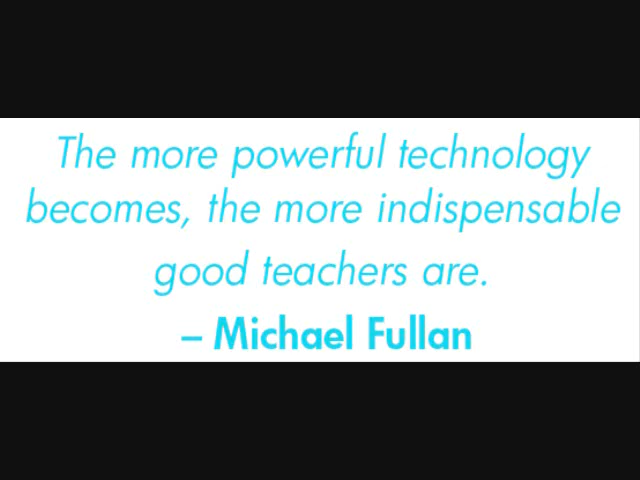 The more powerful technology
becomes, the more indispensable
good teachers are.
– Michael Fullan